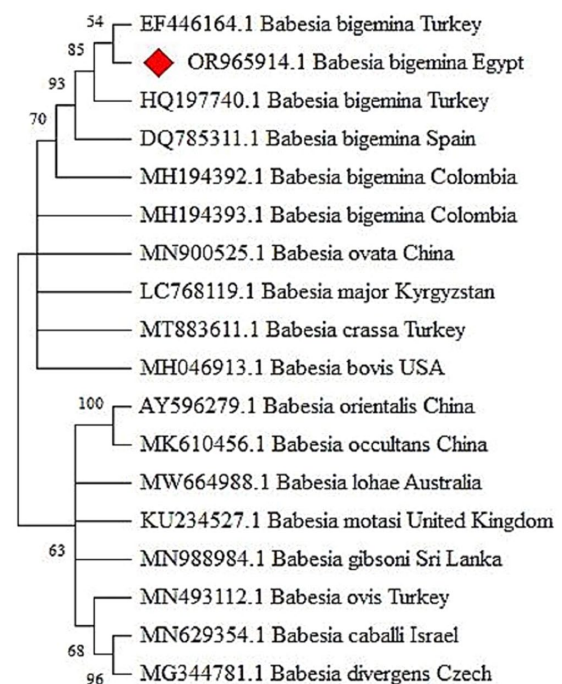 54
EF446164.1 Babesia bigemina Turkey
85
OR965914.1 Babesia bigemina Egypt
93
HQ197740.1 Babesia bigemina Turkey
70
DQ785311.1 Babesia bigemina Spain
MH194392.1 Babesia bigemina Colombia
MH194393.1 Babesia bigemina Colombia
MN900525.1 Babesia ovata China
LC768119.1 Babesia major Kyrgyzstan
MT883611.1 Babesia crassa Turkey
MH046913.1 Babesia bovis USA
100
AY596279.1 Babesia orientalis China
MK610456.1 Babesia occultans China
MW664988.1 Babesia lohae Australia
KU234527.1 Babesia motasi United Kingdom
63
MN988984.1 Babesia gibsoni Sri Lanka
MN493112.1 Babesia ovis Turkey
MN629354.1 Babesia caballi Israel
68
MG344781.1 Babesia divergens Czech
96